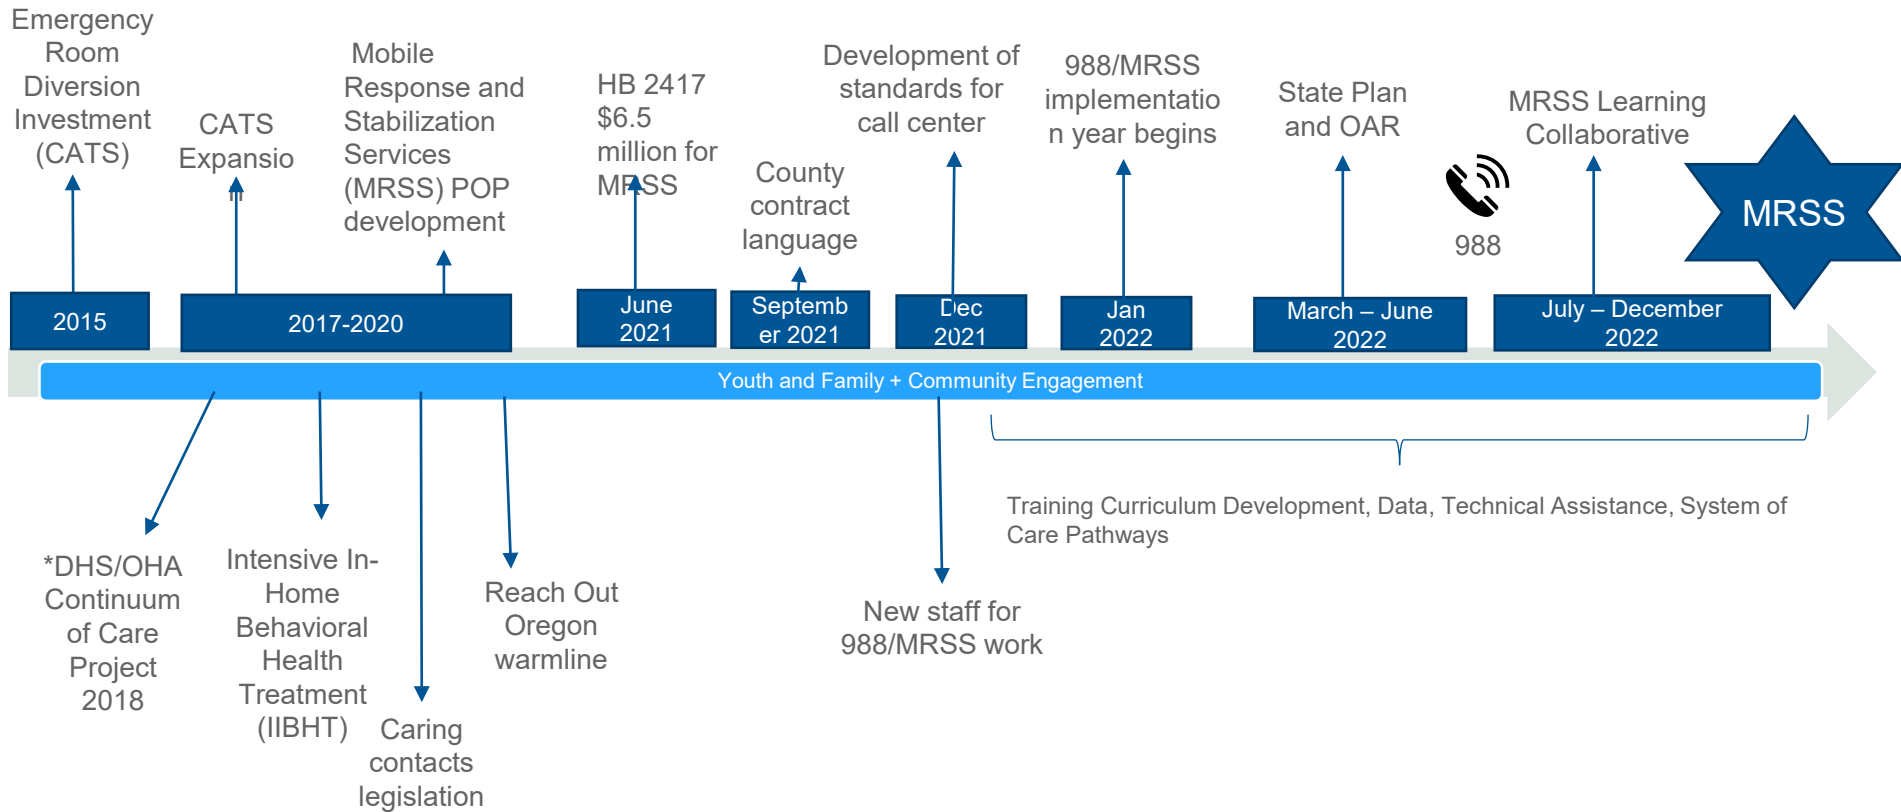 Emergency
Room
Diversion
Investment
(CATS)
CATS
Expansio
n
Mobile
Response and
Stabilization
Services
(MRSS) POP
development
HB 2417
$6.5
million for
MRSS
County
contract
language
Development of
standards for
call center
988/MRSS
implementatio
n year begins
State Plan
and OAR
988
MRSS Learning
Collaborative
MRSS
2015
2017-2020
June
2021
Septemb
er 2021
Dec
2021
Jan
2022
March – June
2022
July – December
2022
Youth and Family + Community Engagement
*DHS/OHA
Continuum
of Care
Project
2018
Intensive In-
Home
Behavioral
Health
Treatment
(IIBHT)
Caring
contacts
legislation
Reach Out
Oregon
warmline
New staff for
988/MRSS work
Training Curriculum Development, Data, Technical Assistance, System of
Care Pathways